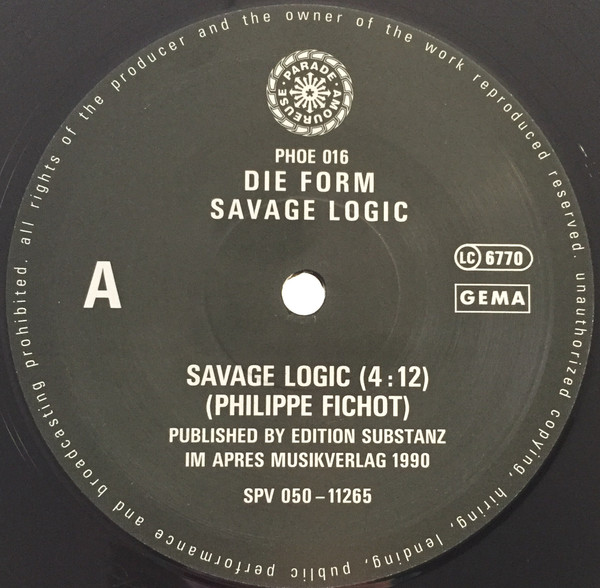 all rights of the producer and the owner of the work reproduced reserved. unauthorized copying, hiring, lending, public performance and broadcasting prohibited.
· PARADE · AMOUREUSE
PHOE 016
DIE FORM
SAVAGE LOGIC
A
LC 6770
GEMA
SAVAGE LOGIC (4:12)
(PHILIPPE FICHOT)
PUBLISHED BY EDITION SUBSTANZ
IM APRES MUSIKVERLAG 1990
SPV 050–11265